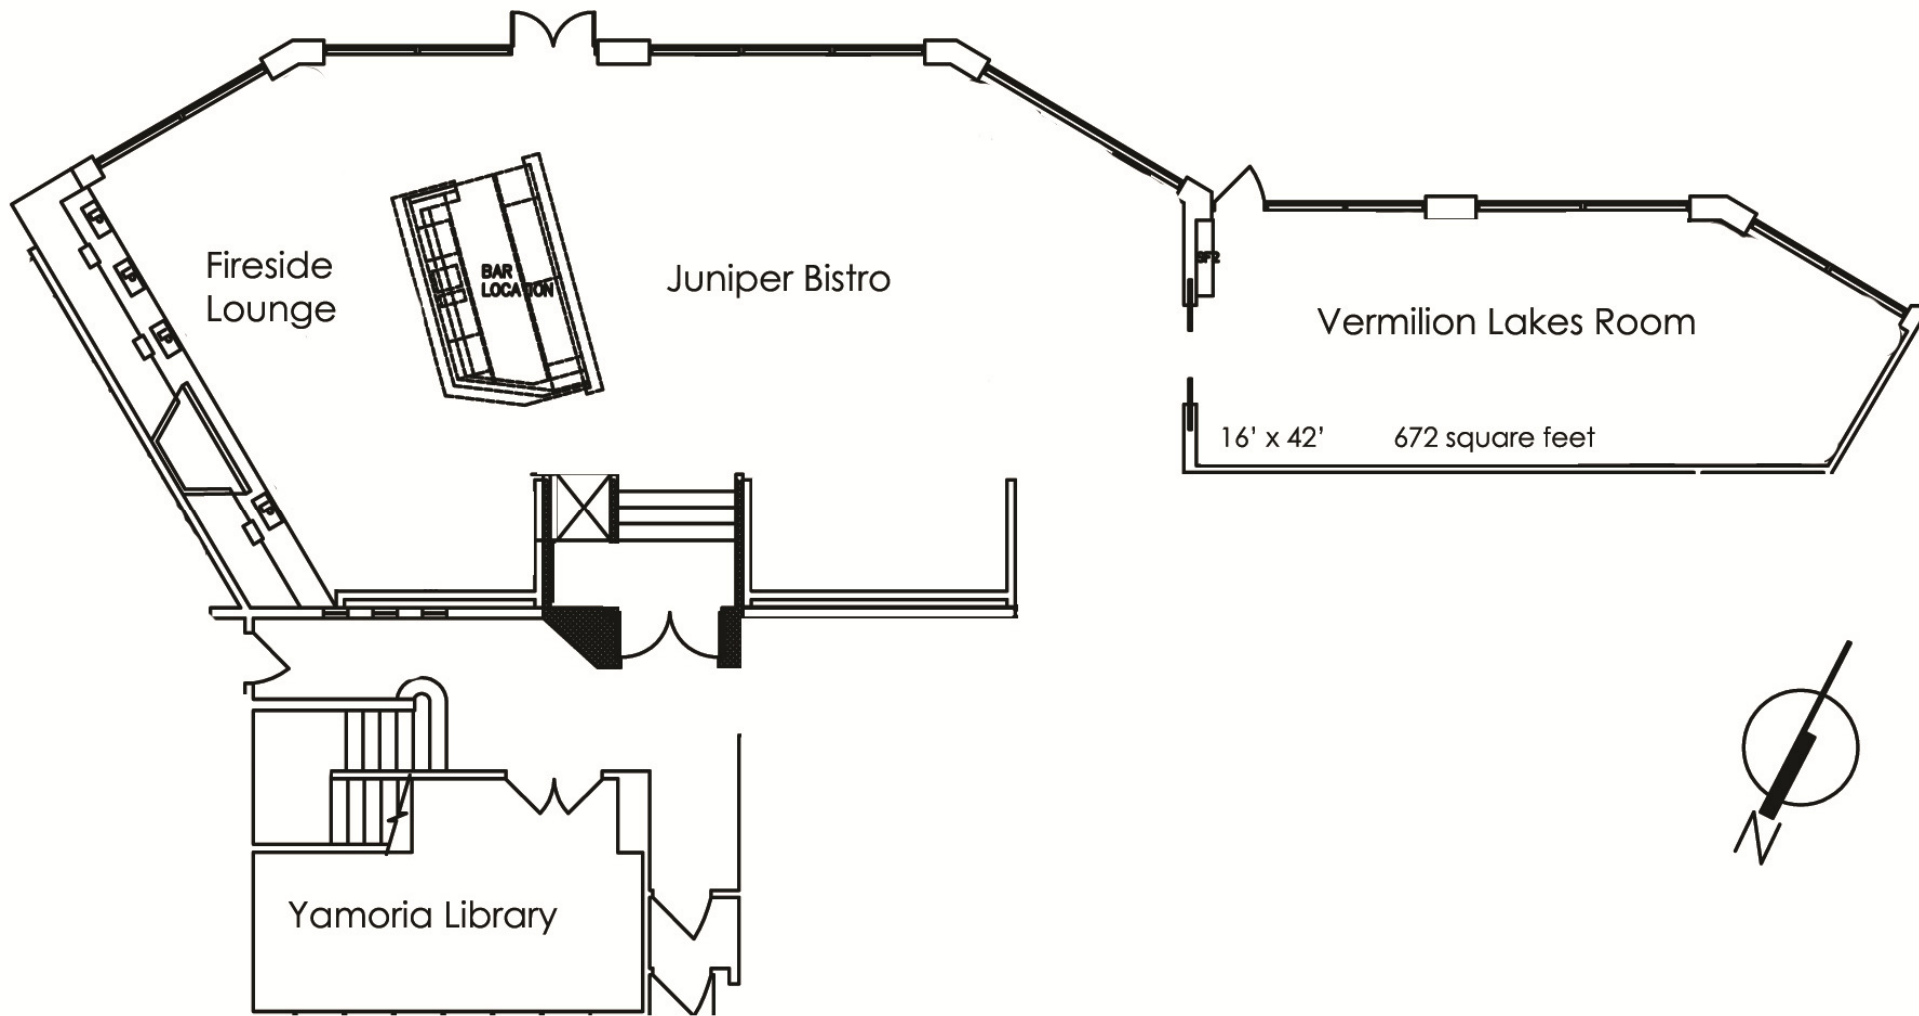 Fireside
Lounge
BAR
LOCATION
Juniper Bistro
Vermilion Lakes Room
16' x 42'
672 square feet
Yamoria Library
N